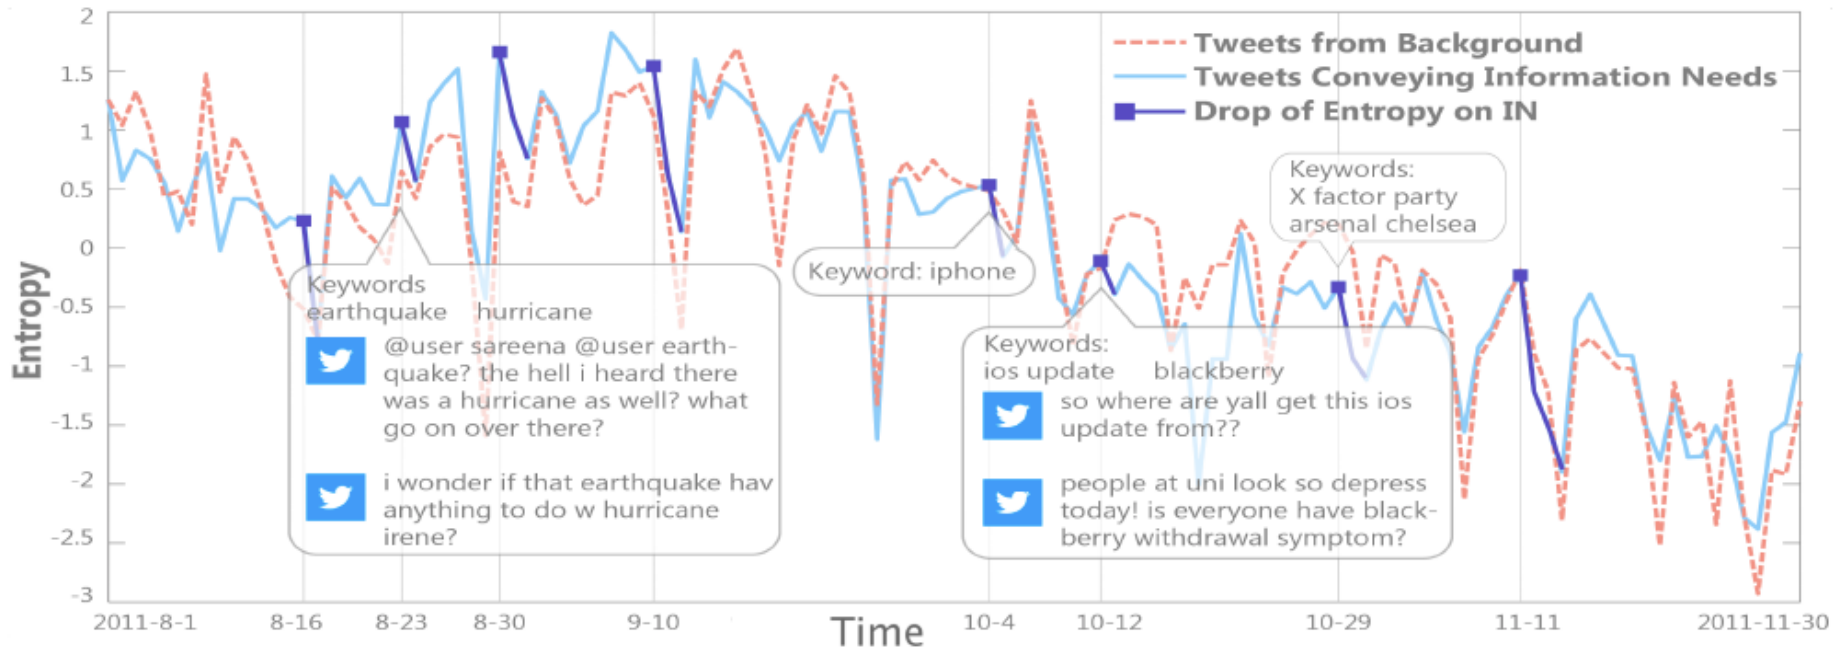 2
1.5
1
0.5
0
-0.5
-1
-1.5
-2
-2.5
-3
Entropy
Tweets from Background
Tweets Conveying Information Needs
Drop of Entropy on IN
Keywords
earthquake hurricane
@user sareena @user earth-
quake? the hell i heard there
was a hurricane as well? what
go on over there?
i wonder if that earthquake hav
anything to do w hurricane
irene?
Keyword: iphone
Keywords:
ios update blackberry
so where are yall get this ios
update from??
people at uni look so depress
today! is everyone have black-
berry withdrawal symptom?
Keywords:
X factor party
arsenal chelsea
2011-8-1 8-16 8-23 8-30 9-10 10-4 10-12 10-29 11-11 2011-11-30
Time